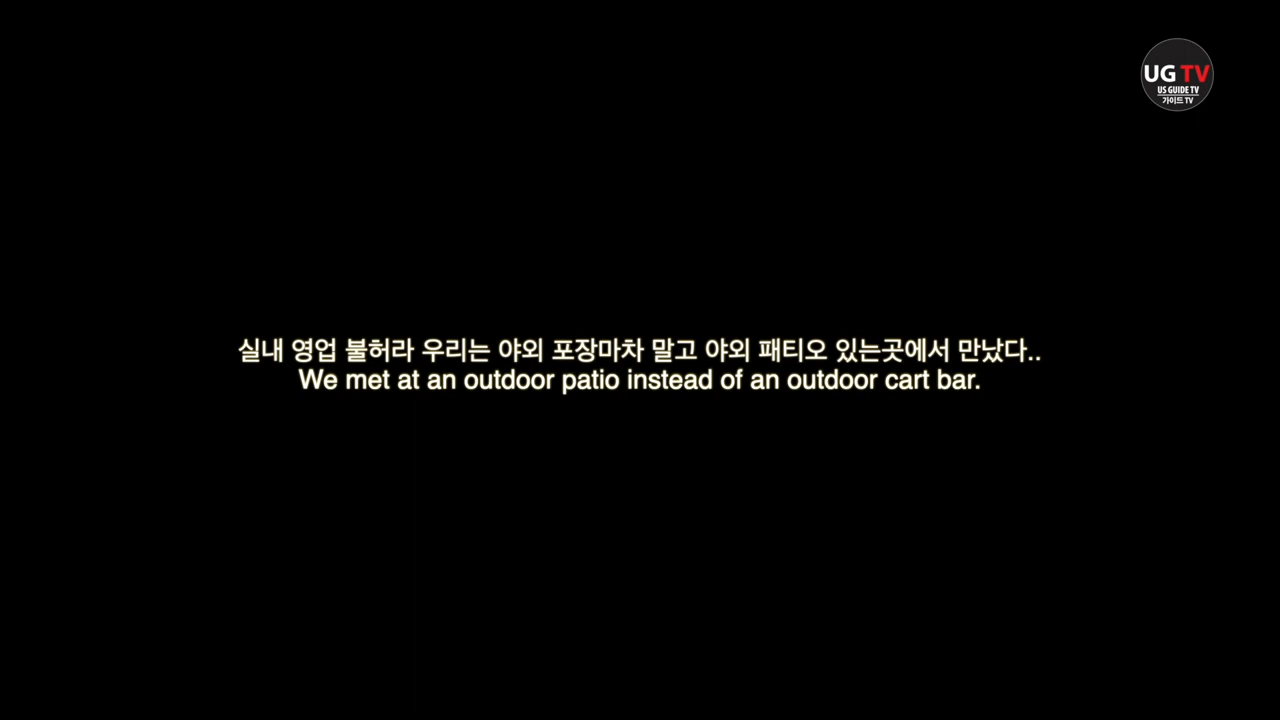 UG TV
US GUIDE TV
가이드 TV
실내 영업 불허라 우리는 야외 포장마차 말고 야외 패티오 있는곳에서 만났다..
We met at an outdoor patio instead of an outdoor cart bar.